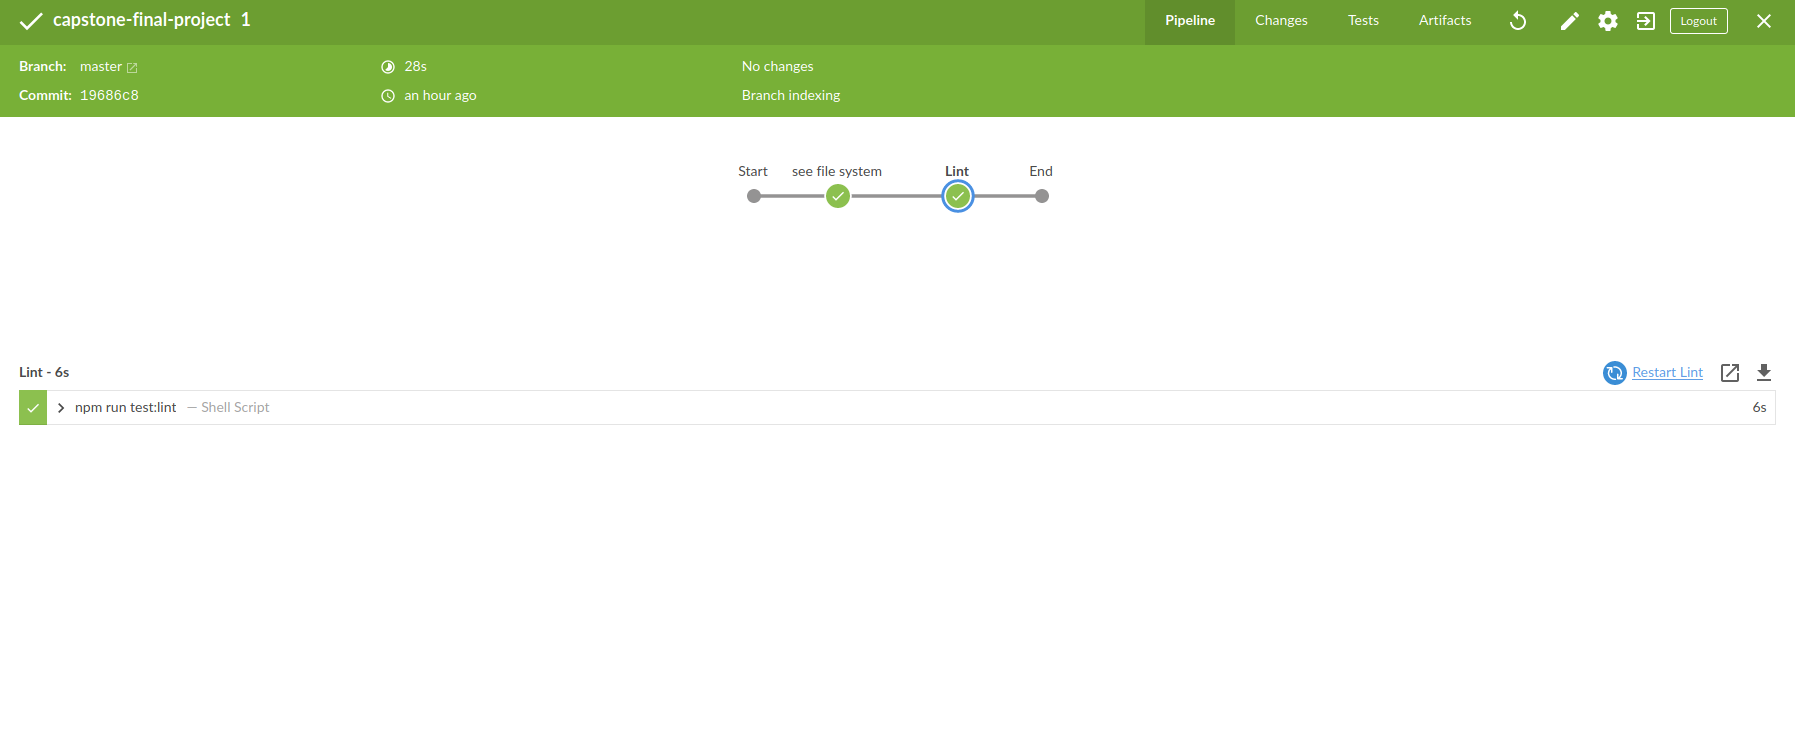 capstone-final-project 1
Pipeline
Changes
Tests
Artifacts
Logout
Branch: master
28s
No changes
Commit: 19686c8
an hour ago
Branch indexing
Start
see file system
Lint
End
Lint - 6s
Restart Lint
npm run test:lint — Shell Script
6s